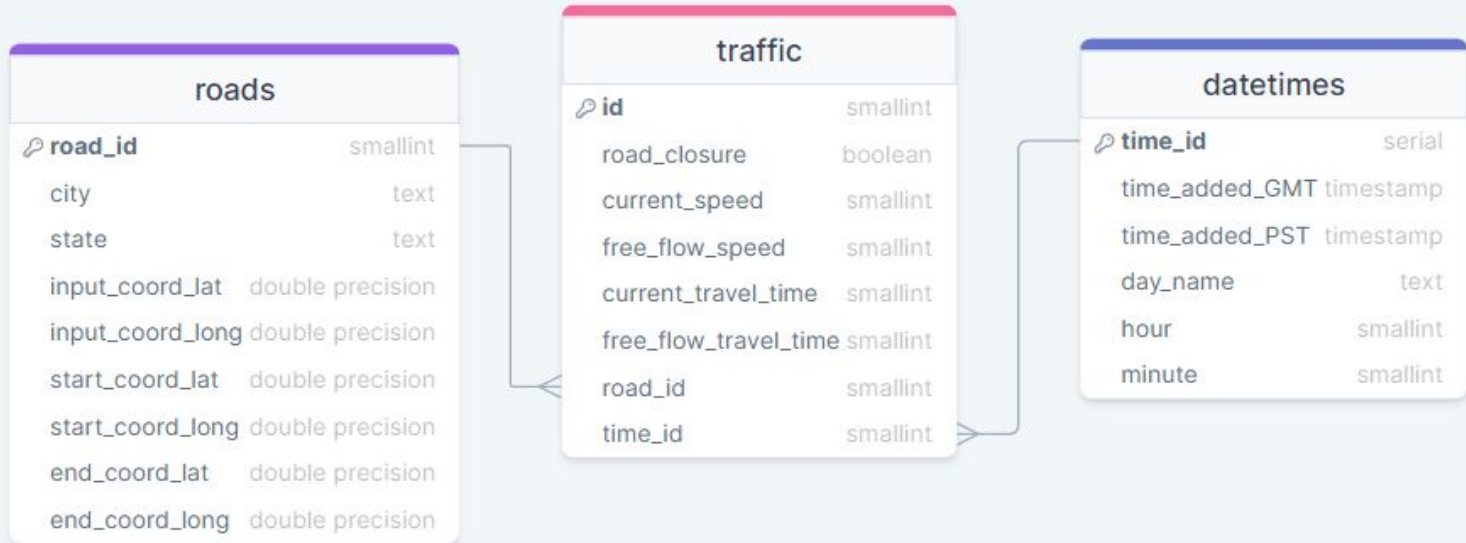 roads
road_id smallint
city text
state text
input_coord_lat double precision
input_coord_long double precision
start_coord_lat double precision
start_coord_long double precision
end_coord_lat double precision
end_coord_long double precision
traffic
id smallint
road_closure boolean
current_speed smallint
free_flow_speed smallint
current_travel_time smallint
free_flow_travel_time smallint
road_id smallint
time_id smallint
datetimes
time_id serial
time_added_GMT timestamp
time_added_PST timestamp
day_name text
hour smallint
minute smallint